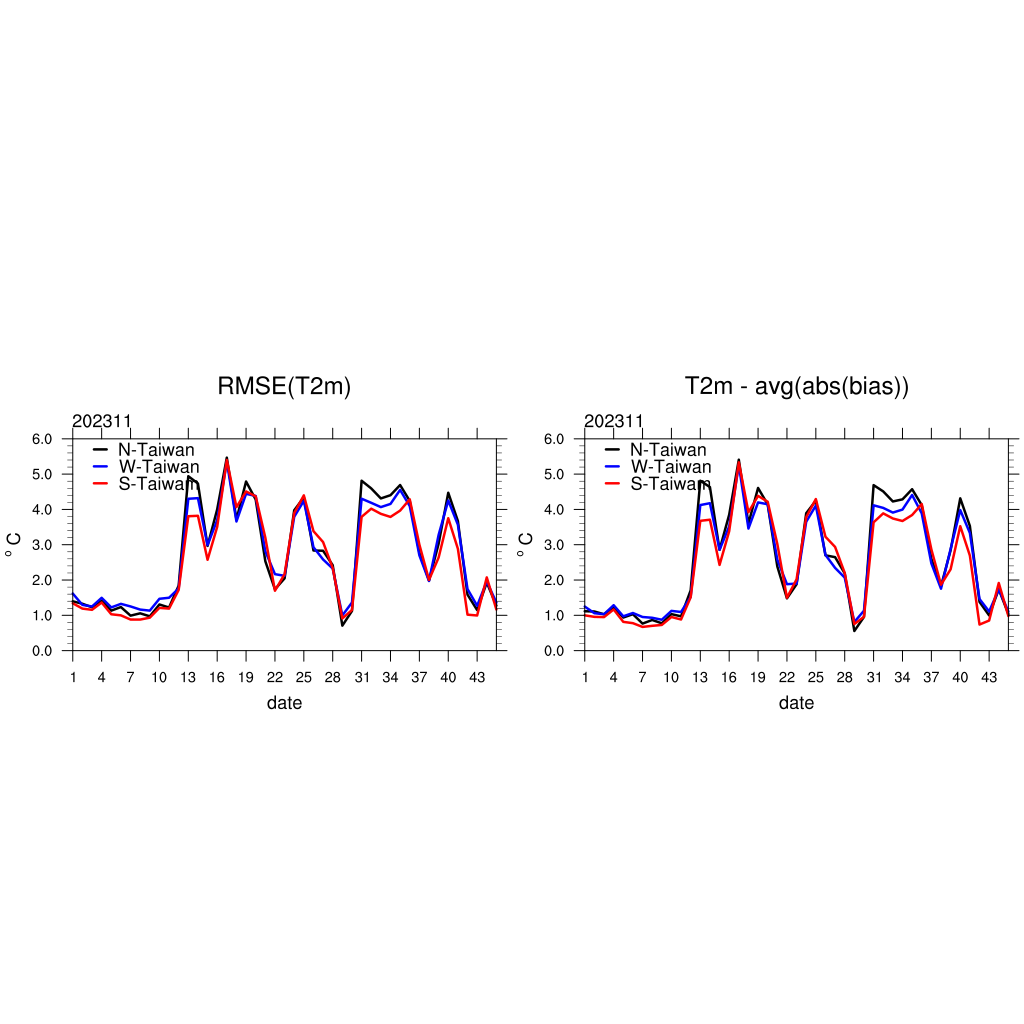 RMSE(T2m)
202311
N-Taiwan
W-Taiwan
S-Taiwan
6.0
5.0
4.0
3.0
2.0
1.0
0.0
° C
1 4 7 10 13 16 19 22 25 28 31 34 37 40 43
date
T2m - avg(abs(bias))
202311
N-Taiwan
W-Taiwan
S-Taiwan
6.0
5.0
4.0
3.0
2.0
1.0
0.0
° C
1 4 7 10 13 16 19 22 25 28 31 34 37 40 43
date